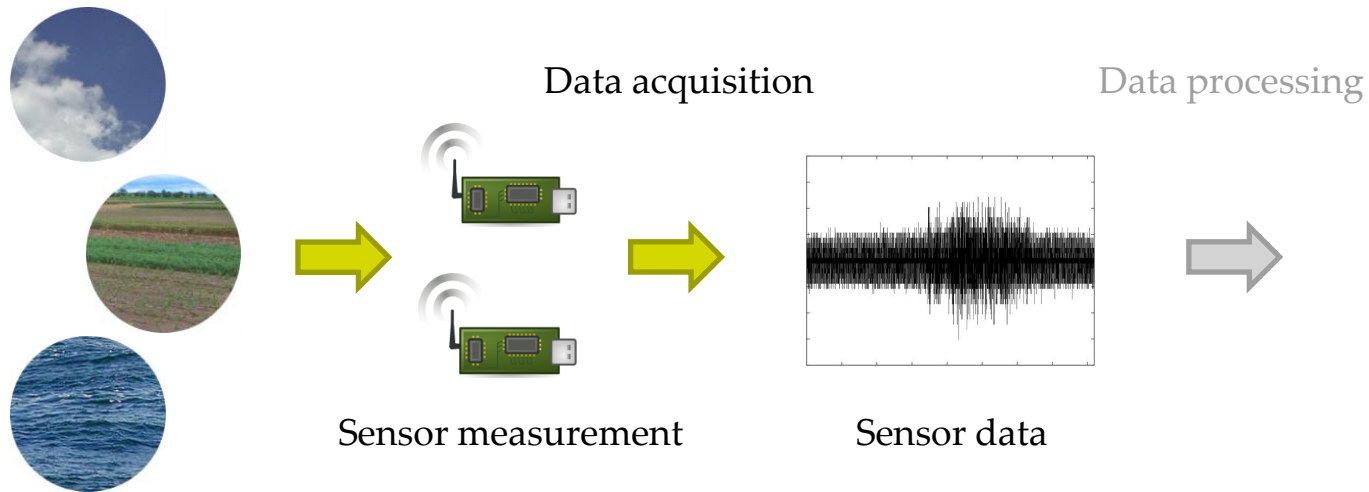 Data acquisition
Data processing
Sensor measurement
Sensor data